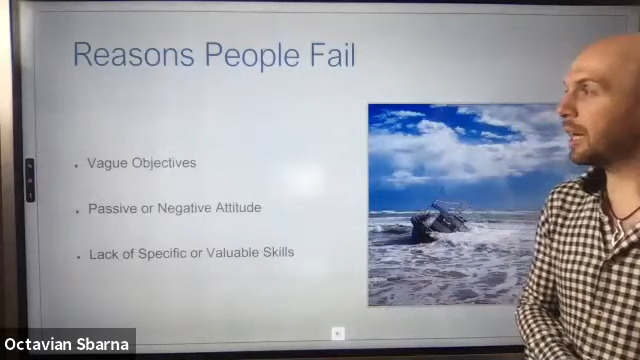 Reasons People Fail
Vague Objectives
Passive or Negative Attitude
Lack of Specific or Valuable Skills
Octavian Sbarna